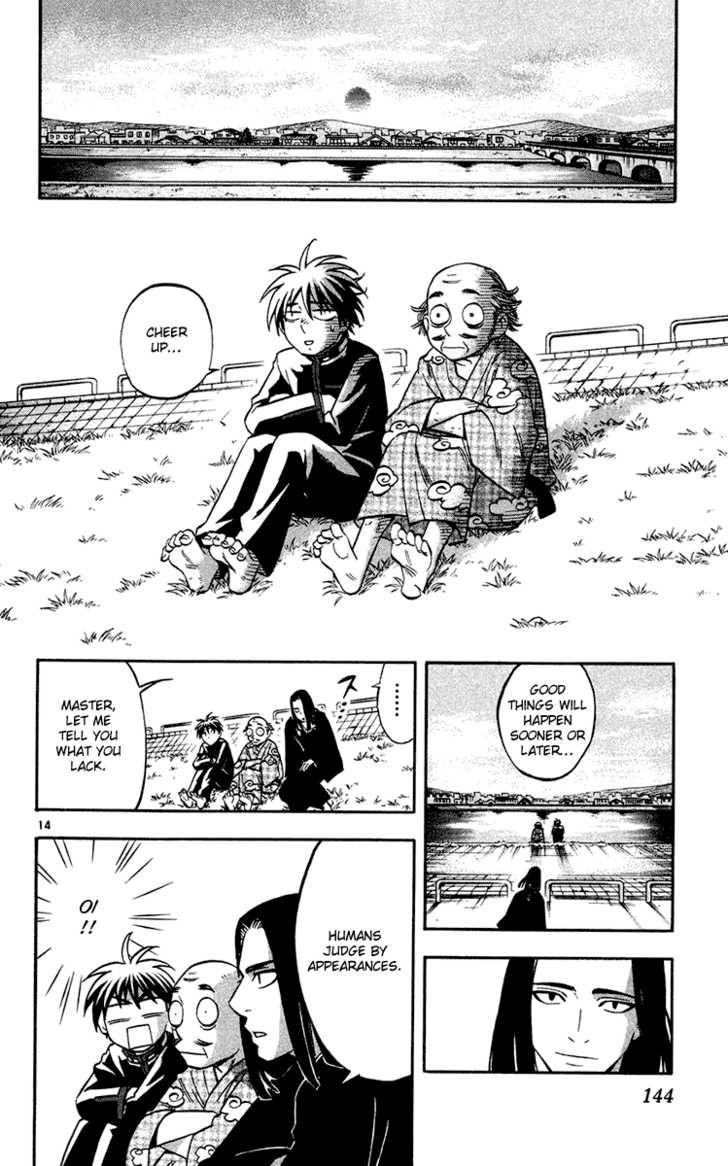 CHEER
UP...
GOOD
THINGS WILL
HAPPEN
SOONER OR
LATER...
ス...
........
MASTER,
LET ME
TELL YOU
WHAT YOU
LACK.
14
HUMANS
JUDGE BY
APPEARANCES.
OI
!!
144